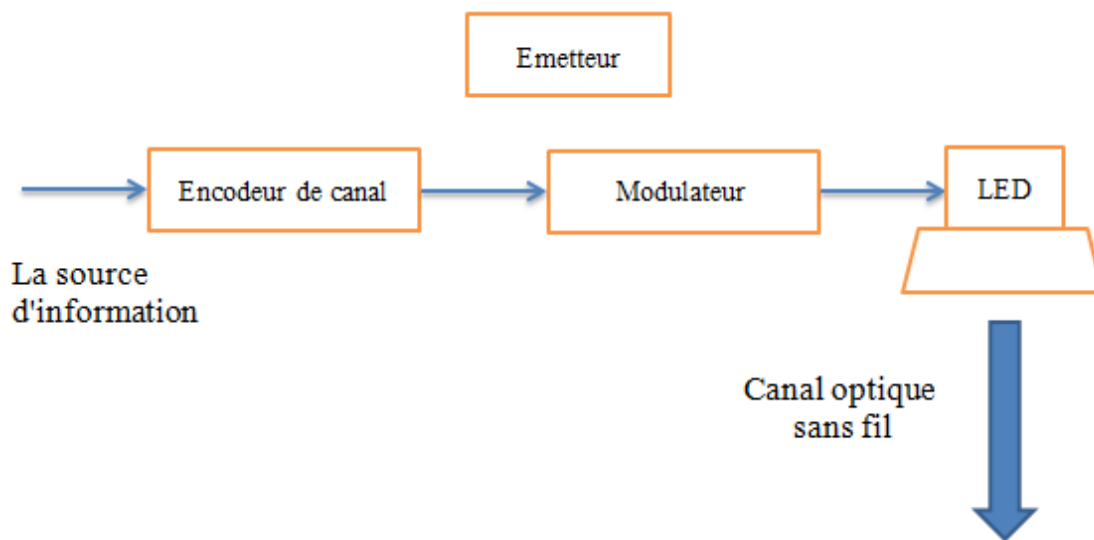 Emetteur
Encodeur de canal
Modulateur
LED
La source
d'information
Canal optique
sans fil